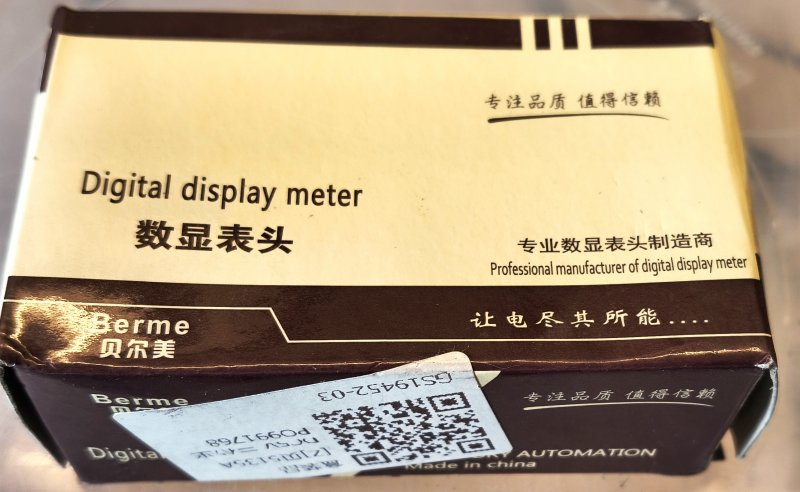 专注品质 值得信赖
Digital display meter
数显表头
专业数显表头制造商
Professional manufacturer of digital display meter
Berme
贝尔美
让电尽其所能....
Berme
专注品质 值得信赖
GS19452-03
PO991768
Digital
AUTOMATION
Made in china